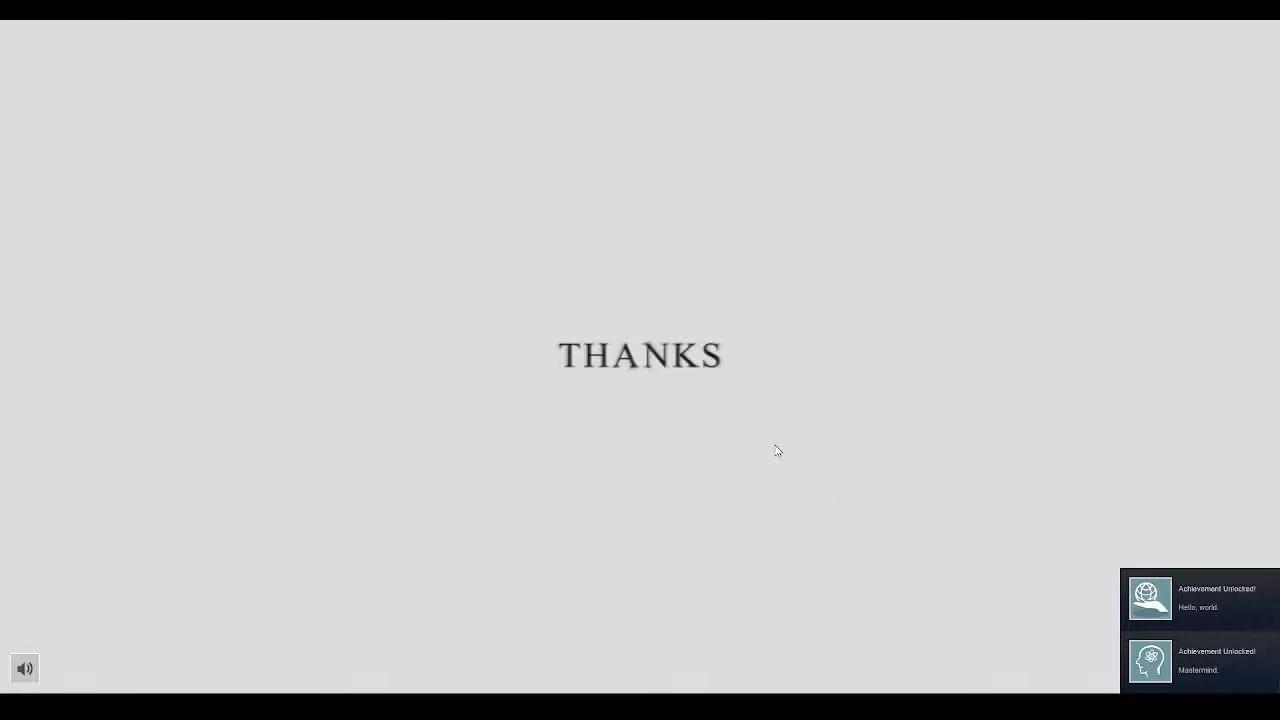 THANKS
Achievement Unlocked!
Hello, world.
Achievement Unlocked!
Mastermind.